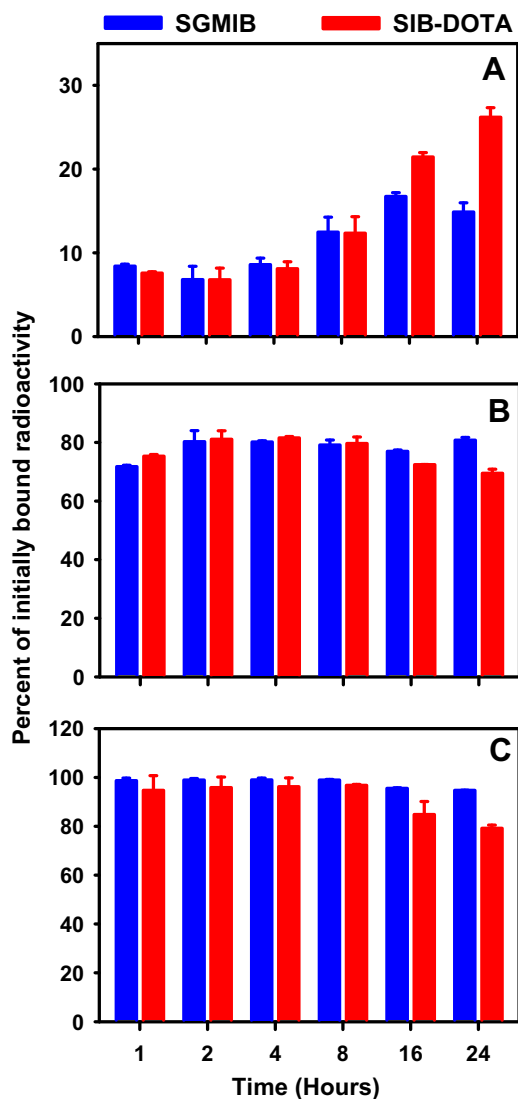 SGMIB SIB-DOTA
A
30
20
10
0
B
100
80
60
40
20
0
C
120
100
80
60
40
20
0
1 2 4 8 16 24
Time (Hours)
Percent of initially bound radioactivity